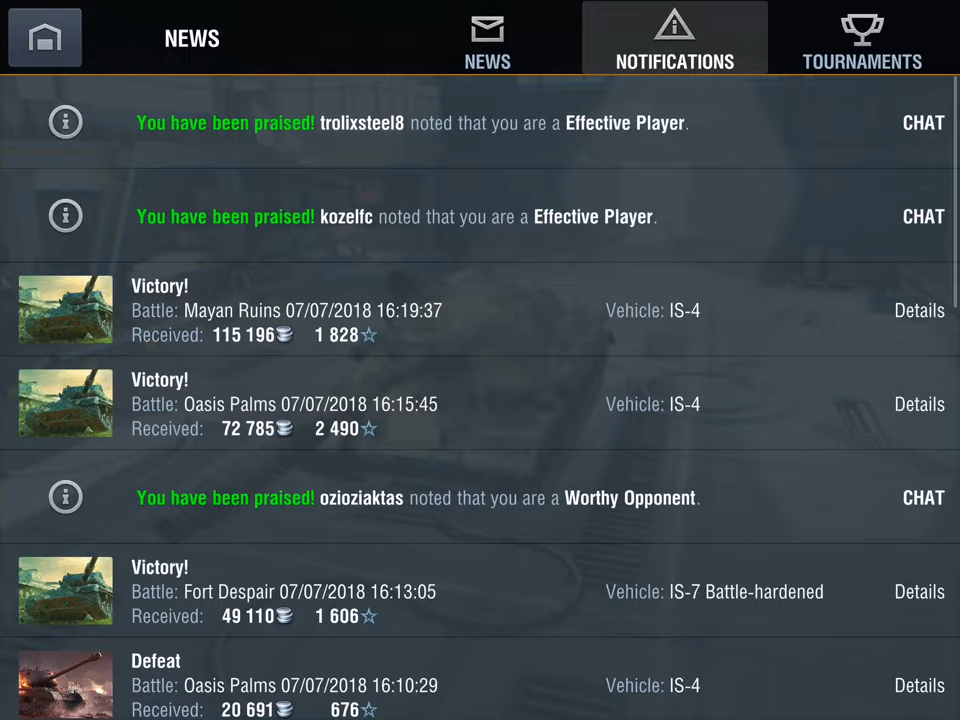 NEWS
NEWS
NOTIFICATIONS
TOURNAMENTS
You have been praised! trolixsteel8 noted that you are a Effective Player. CHAT
You have been praised! kozelfc noted that you are a Effective Player. CHAT
Victory!
Battle: Mayan Ruins 07/07/2018 16:19:37 Vehicle: IS-4 Details
Received: 115 196 1 828
Victory!
Battle: Oasis Palms 07/07/2018 16:15:45 Vehicle: IS-4 Details
Received: 72 785 2 490
You have been praised! ozioziaktas noted that you are a Worthy Opponent. CHAT
Victory!
Battle: Fort Despair 07/07/2018 16:13:05 Vehicle: IS-7 Battle-hardened Details
Received: 49 110 1 606
Defeat
Battle: Oasis Palms 07/07/2018 16:10:29 Vehicle: IS-4 Details
Received: 20 691 676